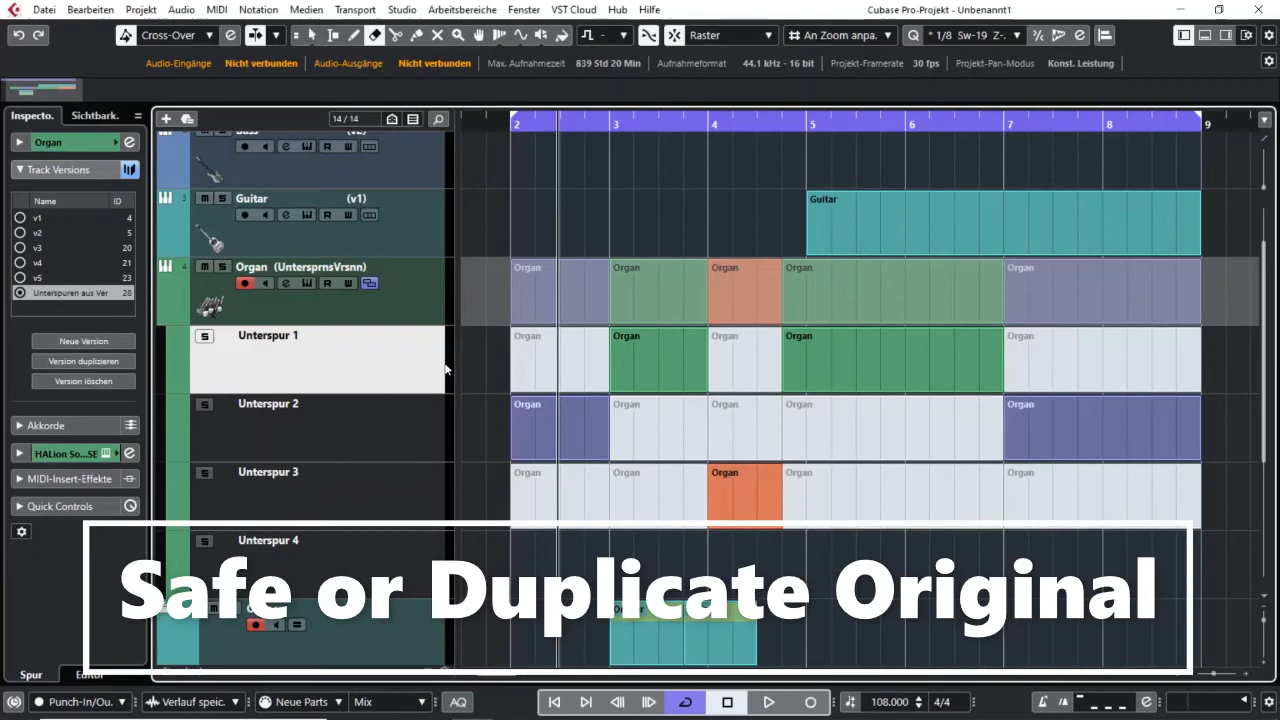 Datei Bearbeiten Projekt Audio MIDI Notation Medien Transport Studio Arbeitsbereiche Fenster VST Cloud Hub Hilfe Cubase Pro-Projekt - Unbenannt1
Cross-Over - Raster An Zoom anpa. Q * 1/8 Sw-19 Z-.
Audio-Eingänge Nicht verbunden Audio-Ausgänge Nicht verbunden Max. Aufnahmezeit 839 Std 20 Min Aufnahmeformat 44.1 kHz - 16 bit Projekt-Framerate 30 fps Projekt-Pan-Modus Konst. Leistung
Inspecto. Sichtbark. 14 / 14
2 3 4 5 6 7 8 9
Organ
Track Versions
Name ID
v1 4
v2 5
v3 20
v4 21
v5 23
Unterspuren aus Ver 28
Neue Version
Version duplizieren
Version löschen
Akkorde
HALion So...SE
MIDI-Insert-Effekte
Quick Controls
Spur Editor
Bass (v2)
R W
3 M S Guitar (v1)
R W
4 M S Organ (UntersprnsVrsnn)
R W
S Unterspur 1
S Unterspur 2
S Unterspur 3
S Unterspur 4
Guitar
Organ Organ Organ Organ Organ
Organ Organ Organ Organ Organ
Organ Organ Organ Organ Organ
Organ Organ Organ Organ Organ
Safe or Duplicate Original
Punch-In/Ou. Verlauf speic. Neue Parts Mix AQ 108.000 4/4